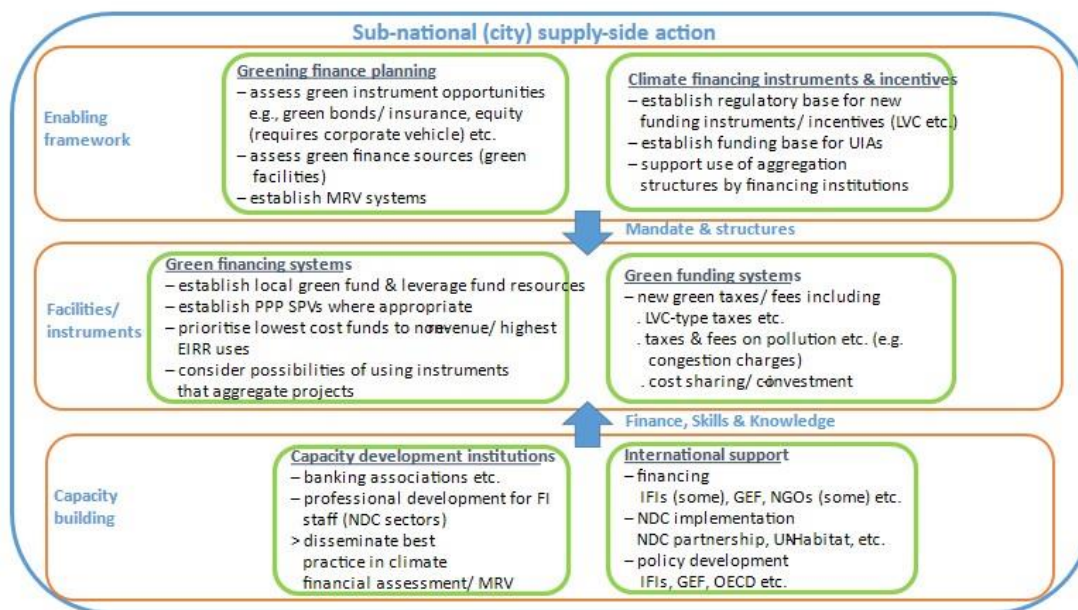 Sub-national (city) supply-side action
Enabling
framework
Greening finance planning
– assess green instrument opportunities
e.g., green bonds/ insurance, equity
(requires corporate vehicle) etc.
– assess green finance sources (green
facilities)
– establish MRV systems
Climate financing instruments & incentives
– establish regulatory base for new
funding instruments/ incentives (LVC etc.)
– establish funding base for UIAs
– support use of aggregation
structures by financing institutions
Mandate & structures
Facilities/
instruments
Green financing systems
– establish local green fund & leverage fund resources
– establish PPP SPVs where appropriate
– prioritise lowest cost funds to non-revenue/ highest
EIRR uses
– consider possibilities of using instruments
that aggregate projects
Green funding systems
– new green taxes/ fees including
. LVC-type taxes etc.
. taxes & fees on pollution etc. (e.g.
congestion charges)
. cost sharing/ co-investment
Finance, Skills & Knowledge
Capacity
building
Capacity development institutions
– banking associations etc.
– professional development for FI
staff (NDC sectors)
> disseminate best
practice in climate
financial assessment/ MRV
International support
– financing
IFIs (some), GEF, NGOs (some) etc.
– NDC implementation
NDC partnership, UN-Habitat, etc.
– policy development
IFIs, GEF, OECD etc.